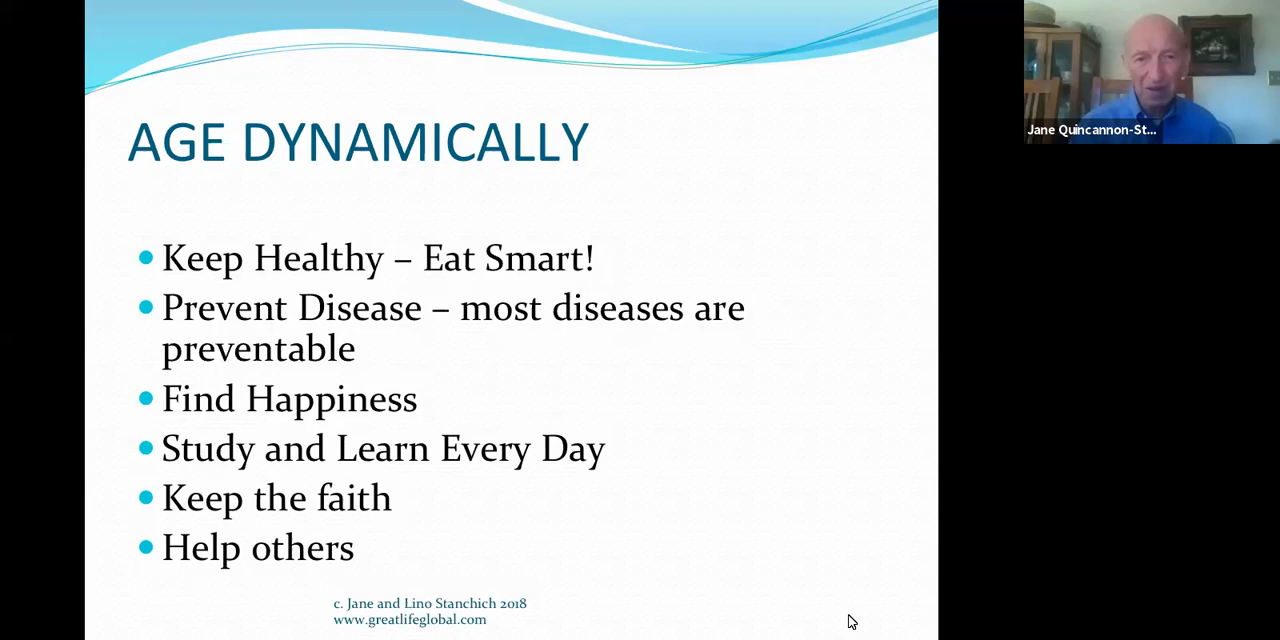 AGE DYNAMICALLY
Keep Healthy – Eat Smart!
Prevent Disease – most diseases are
preventable
Find Happiness
Study and Learn Every Day
Keep the faith
Help others
c. Jane and Lino Stanchich 2018
www.greatlifeglobal.com
Jane Quincannon-St...